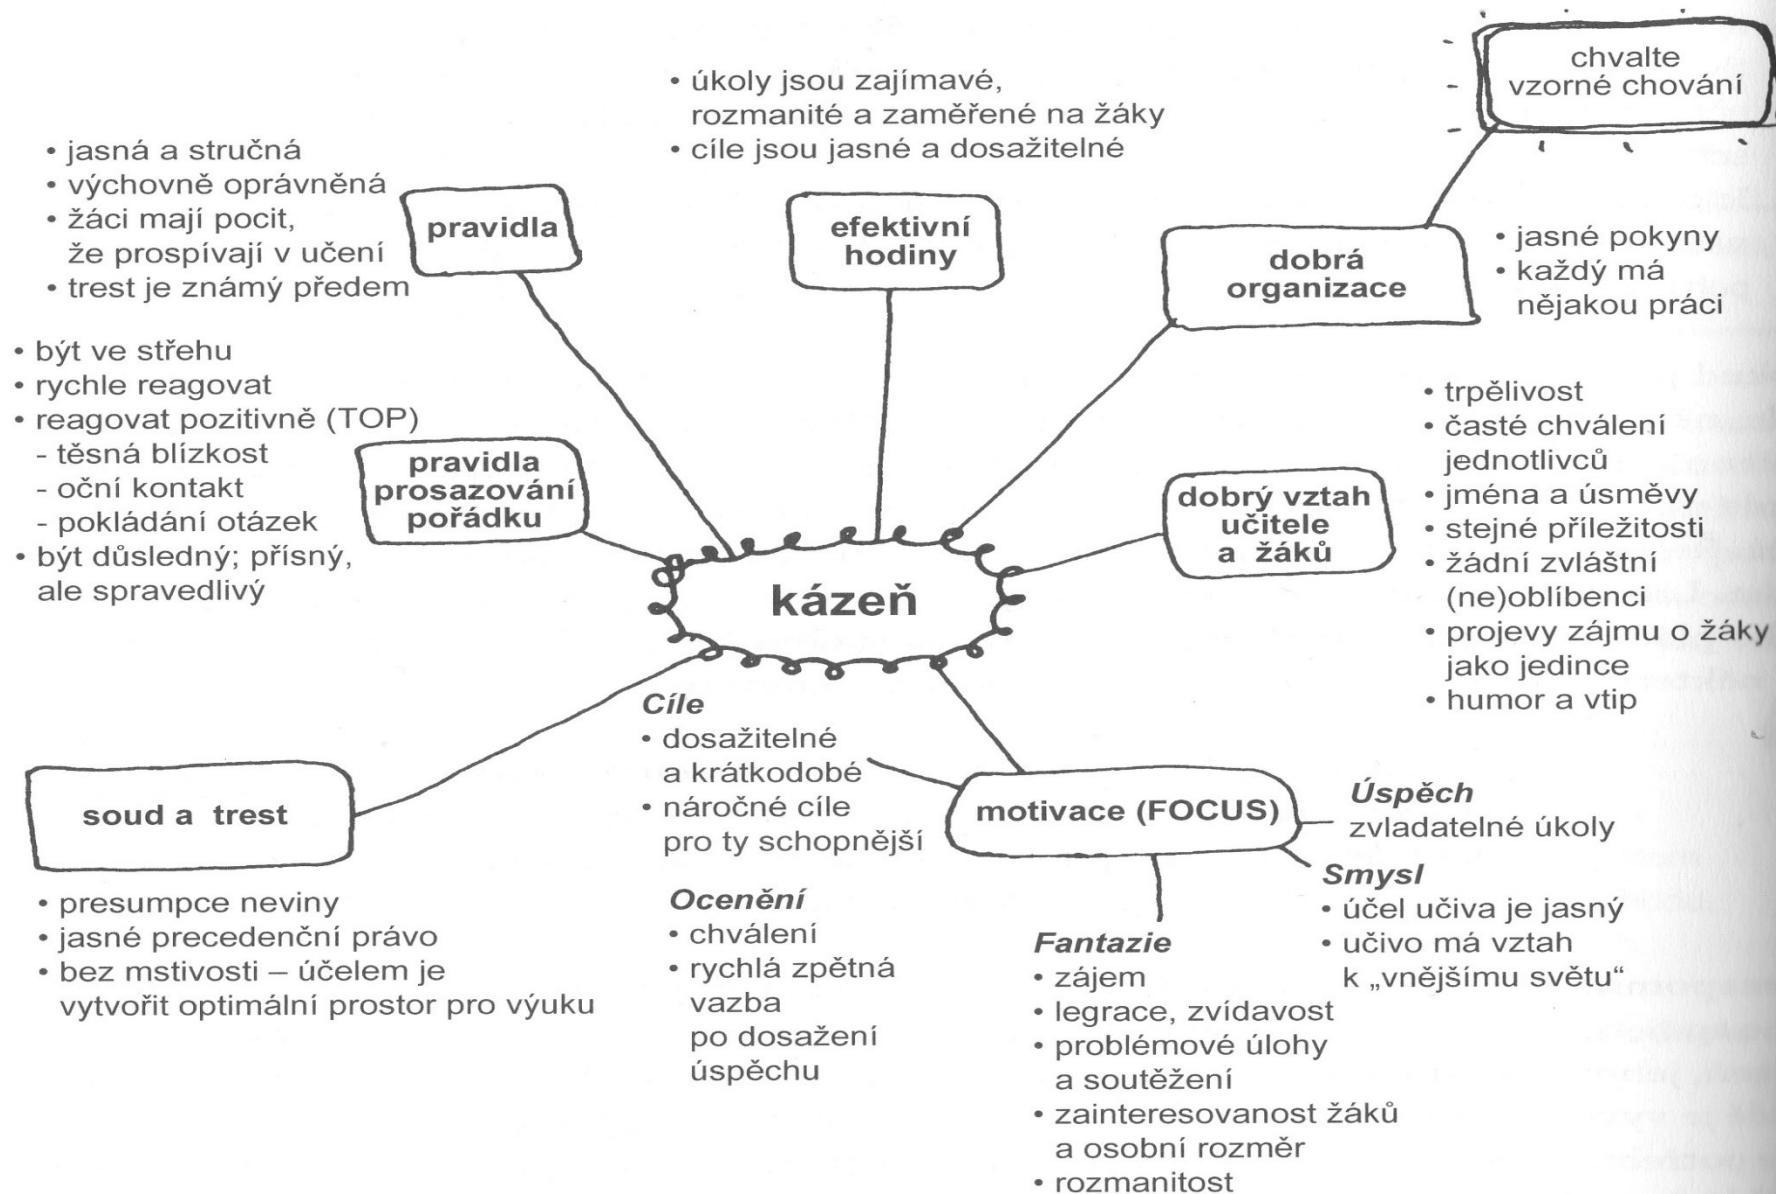 chvalte
vzorné chování
• úkoly jsou zajímavé,
rozmanité a zaměřené na žáky
• cíle jsou jasné a dosažitelné
• jasná a stručná
• výchovně oprávněná
• žáci mají pocit,
že prospívají v učení
• trest je známý předem
pravidla
efektivní
hodiny
dobrá
organizace
• jasné pokyny
• každý má
nějakou práci
• být ve střehu
• rychle reagovat
• reagovat pozitivně (TOP)
- těsná blízkost
- oční kontakt
- pokládání otázek
• být důsledný; přísný,
ale spravedlivý
pravidla
prosazování
pořádku
dobrý vztah
učitele
a žáků
• trpělivost
• časté chválení
jednotlivců
• jména a úsměvy
• stejné příležitosti
• žádní zvláštní
(ne)oblíbenci
• projevy zájmu o žáky
jako jedince
• humor a vtip
kázeň
soud a trest
• presumpce neviny
• jasné precedenční právo
• bez mstivosti – účelem je
vytvořit optimální prostor pro výuku
Cíle
• dosažitelné
a krátkodobé
• náročné cíle
pro ty schopnější
motivace (FOCUS)
Úspěch
zvladatelné úkoly
Smysl
• účel učiva je jasný
• učivo má vztah
k „vnějšímu světu“
Ocenění
• chválení
• rychlá zpětná
vazba
po dosažení
úspěchu
Fantazie
• zájem
• legrace, zvídavost
• problémové úlohy
a soutěžení
• zainteresovanost žáků
a osobní rozměr
• rozmanitost